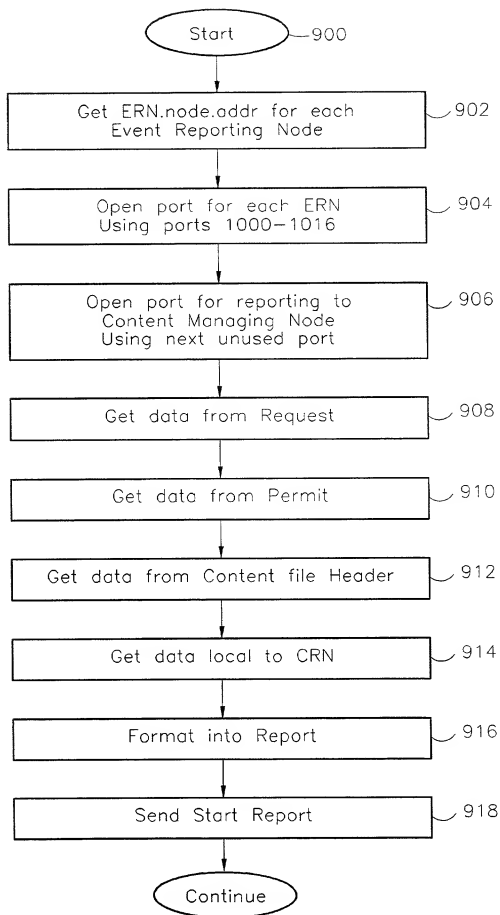 Start
900
Get ERN.node.addr for each
Event Reporting Node
902
Open port for each ERN
Using ports 1000-1016
904
Open port for reporting to
Content Managing Node
Using next unused port
906
Get data from Request
908
Get data from Permit
910
Get data from Content file Header
912
Get data local to CRN
914
Format into Report
916
Send Start Report
918
Continue